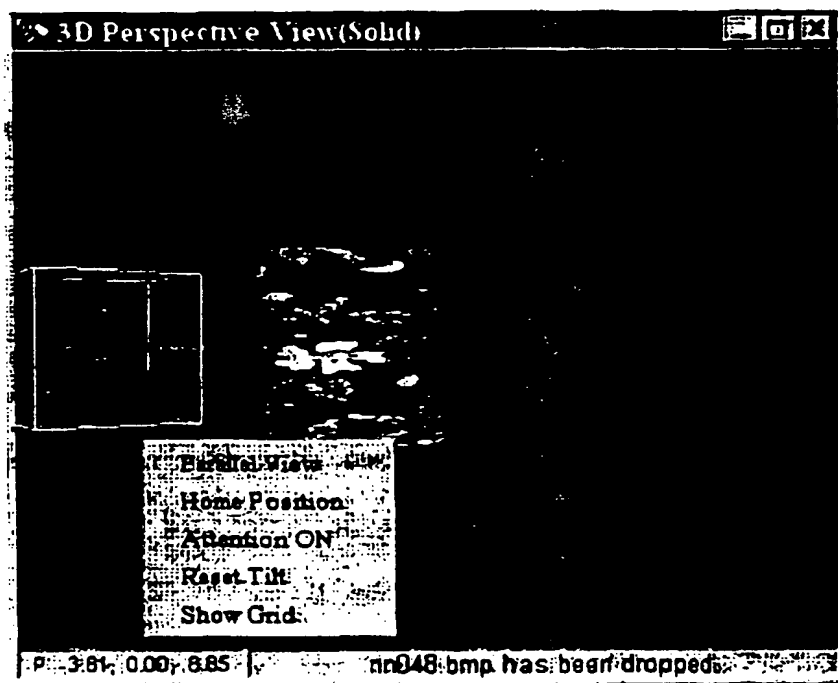 3D Perspective View(Solid)
Parallel View
Home Position
Attention ON
Reset Tilt
Show Grid
P: -3.81, 0.00, 8.85
048.bmp has been dropped.